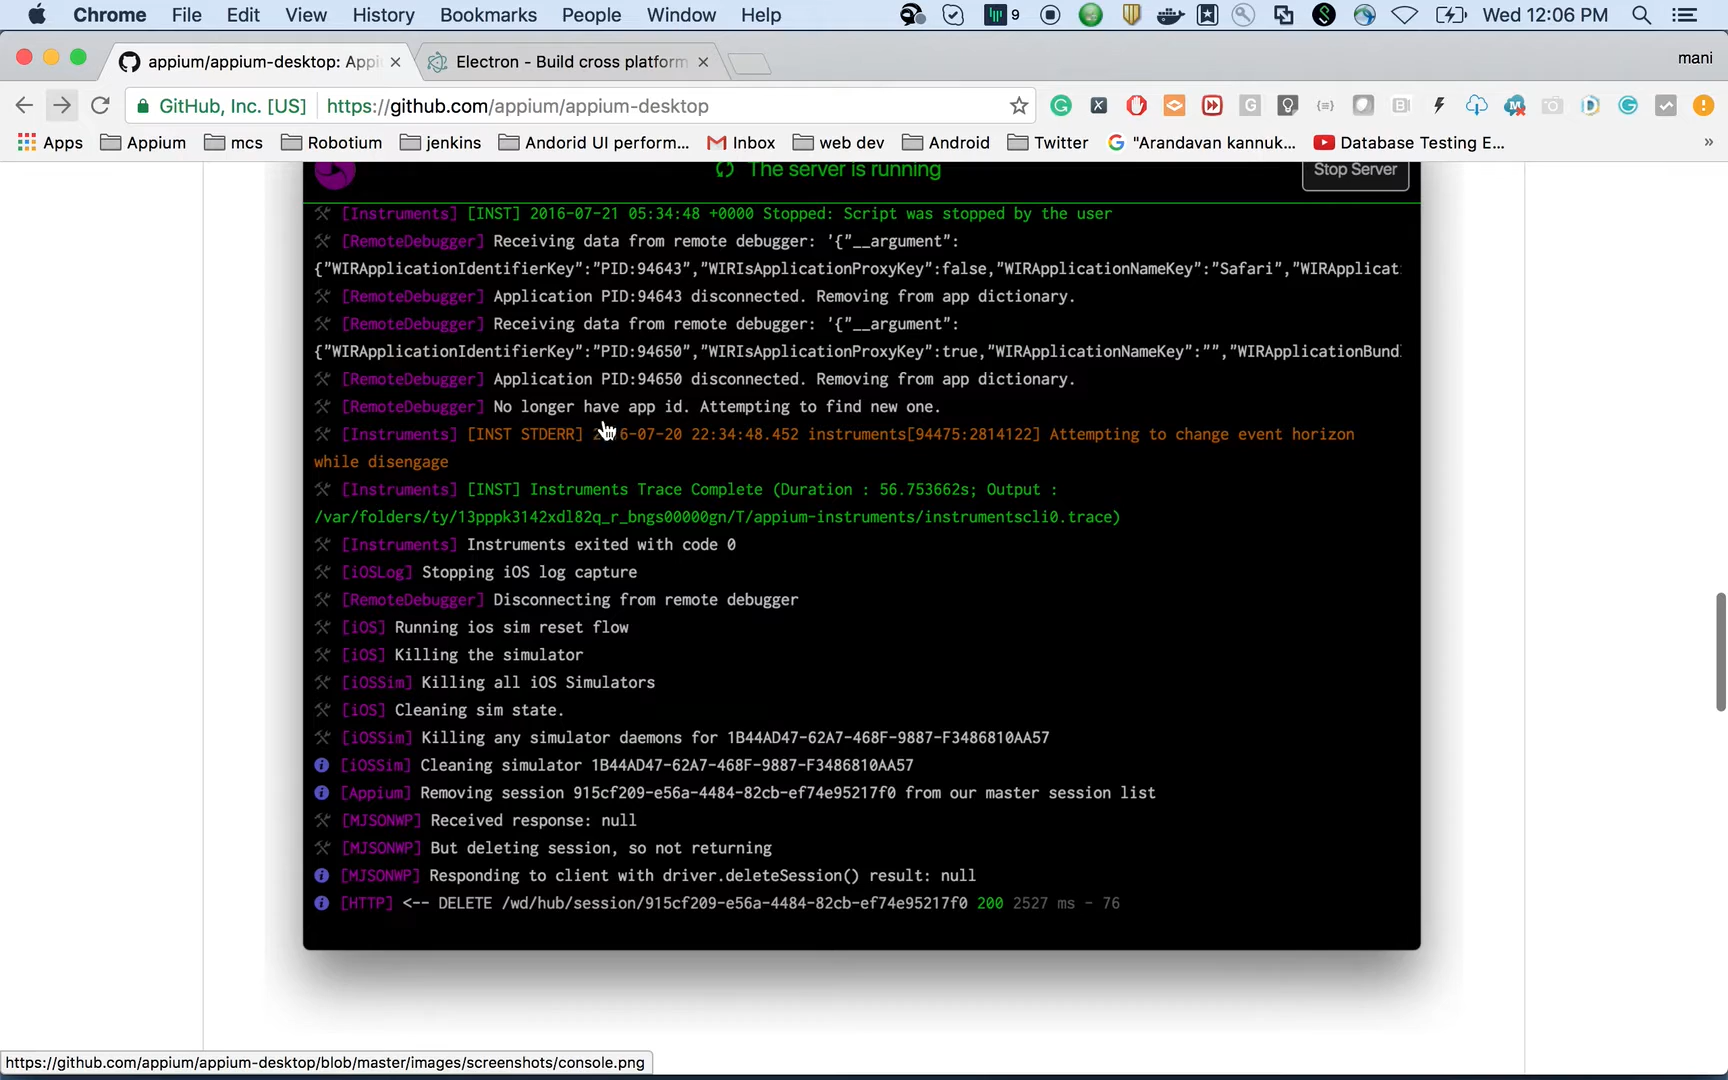 Chrome File Edit View History Bookmarks People Window Help 9 Wed 12:06 PM
appium/appium-desktop: Appi Electron - Build cross platform mani
GitHub, Inc. [US] https://github.com/appium/appium-desktop
Apps Appium mcs Robotium jenkins Andorid UI perform... Inbox web dev Android Twitter "Arandavan kannuk... Database Testing E... »
The server is running Stop Server
[Instruments] [INST] 2016-07-21 05:34:48 +0000 Stopped: Script was stopped by the user
[RemoteDebugger] Receiving data from remote debugger: '{"__argument":
{"WIRApplicationIdentifierKey":"PID:94643","WIRIsApplicationProxyKey":false,"WIRApplicationNameKey":"Safari","WIRApplicat
[RemoteDebugger] Application PID:94643 disconnected. Removing from app dictionary.
[RemoteDebugger] Receiving data from remote debugger: '{"__argument":
{"WIRApplicationIdentifierKey":"PID:94650","WIRIsApplicationProxyKey":true,"WIRApplicationNameKey":"","WIRApplicationBund
[RemoteDebugger] Application PID:94650 disconnected. Removing from app dictionary.
[RemoteDebugger] No longer have app id. Attempting to find new one.
[Instruments] [INST STDERR] 2016-07-20 22:34:48.452 instruments[94475:2814122] Attempting to change event horizon
while disengage
[Instruments] [INST] Instruments Trace Complete (Duration : 56.753662s; Output :
/var/folders/ty/13pppk3142xdl82q_r_bngs00000gn/T/appium-instruments/instrumentscli0.trace)
[Instruments] Instruments exited with code 0
[iOSLog] Stopping iOS log capture
[RemoteDebugger] Disconnecting from remote debugger
[iOS] Running ios sim reset flow
[iOS] Killing the simulator
[iOSSim] Killing all iOS Simulators
[iOS] Cleaning sim state.
[iOSSim] Killing any simulator daemons for 1B44AD47-62A7-468F-9887-F3486810AA57
[iOSSim] Cleaning simulator 1B44AD47-62A7-468F-9887-F3486810AA57
[Appium] Removing session 915cf209-e56a-4484-82cb-ef74e95217f0 from our master session list
[MJSONWP] Received response: null
[MJSONWP] But deleting session, so not returning
[MJSONWP] Responding to client with driver.deleteSession() result: null
[HTTP] <-- DELETE /wd/hub/session/915cf209-e56a-4484-82cb-ef74e95217f0 200 2527 ms - 76
https://github.com/appium/appium-desktop/blob/master/images/screenshots/console.png